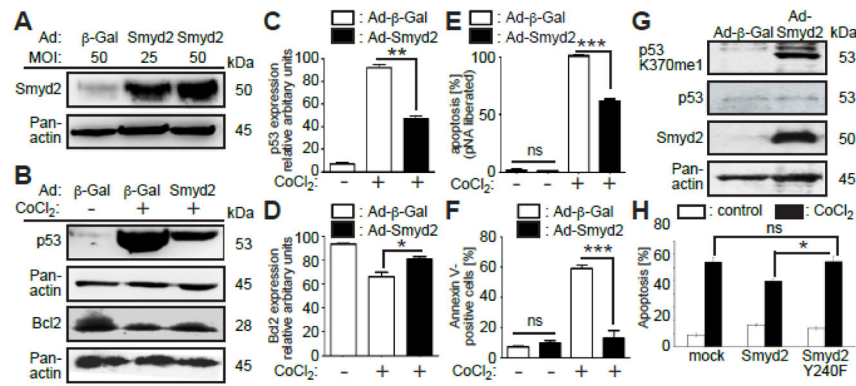 A
Ad: β-Gal Smyd2 Smyd2
MOI: 50 25 50 kDa
Smyd2 50
Pan-
actin 45
B
Ad: β-Gal β-Gal Smyd2
CoCl2: – + + kDa
p53 53
Pan-
actin 45
Bcl2 28
Pan-
actin 45
C
: Ad-β-Gal
: Ad-Smyd2
**
p53 expression
relative arbitary units
100
80
60
40
20
0
CoCl2: – + +
D
: Ad-β-Gal
: Ad-Smyd2
*
Bcl2 expression
relative arbitary units
100
80
60
40
20
0
CoCl2: – + +
E
: Ad-β-Gal
: Ad-Smyd2
***
ns
apoptosis [%]
(pNA liberated)
100
50
0
CoCl2: – – + +
F
: Ad-β-Gal
: Ad-Smyd2
***
ns
Annexin V-
positive cells [%]
80
60
40
20
0
CoCl2: – – + +
G
Ad-β-Gal Ad-
Smyd2 kDa
p53
K370me1 53
p53 53
Smyd2 50
Pan-
actin 45
H
: control : CoCl2
ns
*
Apoptosis [%]
80
60
40
20
0
mock Smyd2 Smyd2
Y240F